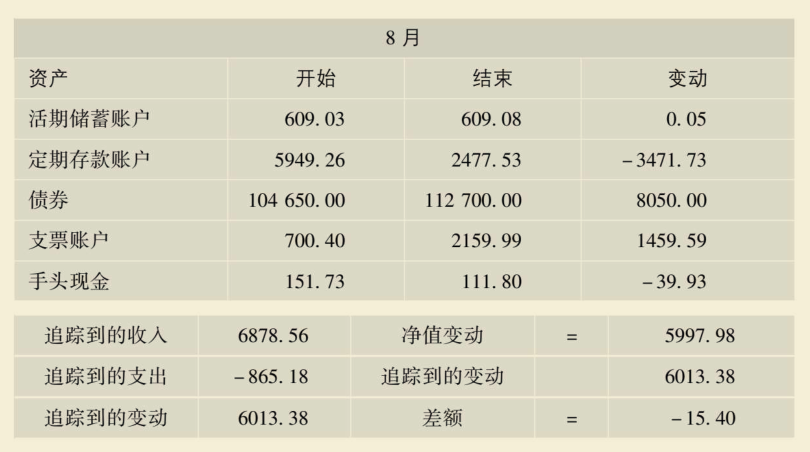 8 月
资产 开始 结束 变动
活期储蓄账户 609.03 609.08 0.05
定期存款账户 5949.26 2477.53 -3471.73
债券 104 650.00 112 700.00 8050.00
支票账户 700.40 2159.99 1459.59
手头现金 151.73 111.80 -39.93
追踪到的收入 6878.56 净值变动 = 5997.98
追踪到的支出 -865.18 追踪到的变动 6013.38
追踪到的变动 6013.38 差额 = -15.40